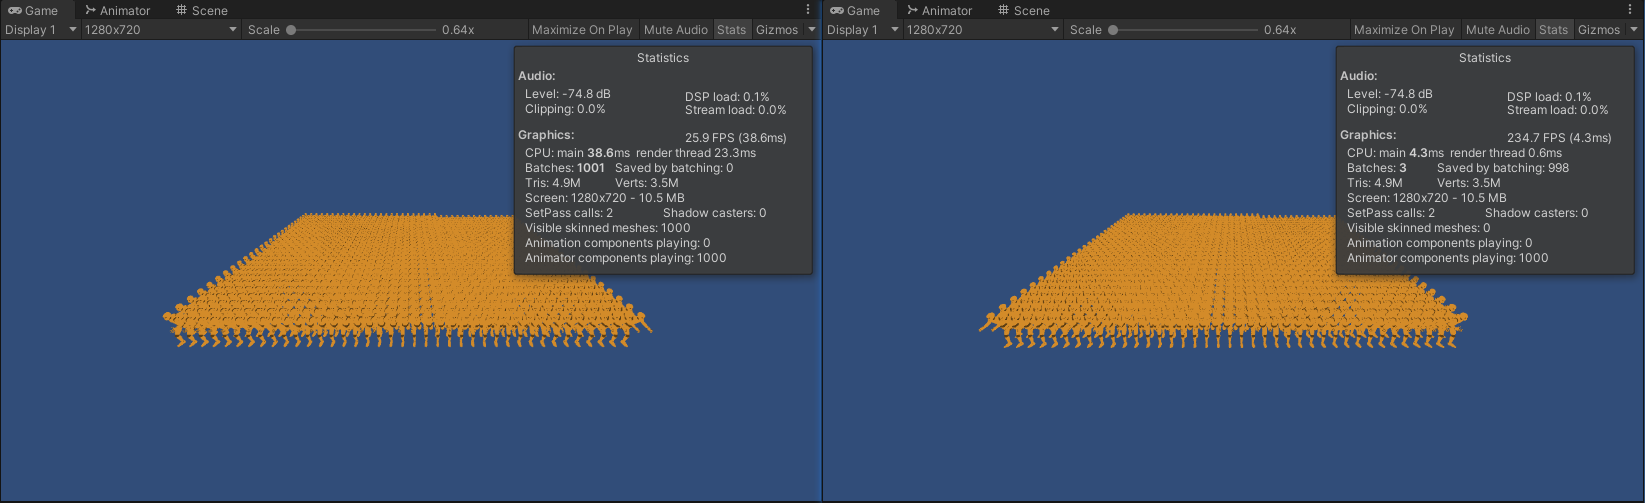 Game Animator Scene
Display 1 1280x720 Scale 0.64x Maximize On Play Mute Audio Stats Gizmos
Statistics
Audio:
Level: -74.8 dB DSP load: 0.1%
Clipping: 0.0% Stream load: 0.0%
Graphics: 25.9 FPS (38.6ms)
CPU: main 38.6ms render thread 23.3ms
Batches: 1001 Saved by batching: 0
Tris: 4.9M Verts: 3.5M
Screen: 1280x720 - 10.5 MB
SetPass calls: 2 Shadow casters: 0
Visible skinned meshes: 1000
Animation components playing: 0
Animator components playing: 1000
Game Animator Scene
Display 1 1280x720 Scale 0.64x Maximize On Play Mute Audio Stats Gizmos
Statistics
Audio:
Level: -74.8 dB DSP load: 0.1%
Clipping: 0.0% Stream load: 0.0%
Graphics: 234.7 FPS (4.3ms)
CPU: main 4.3ms render thread 0.6ms
Batches: 3 Saved by batching: 998
Tris: 4.9M Verts: 3.5M
Screen: 1280x720 - 10.5 MB
SetPass calls: 2 Shadow casters: 0
Visible skinned meshes: 0
Animation components playing: 0
Animator components playing: 1000